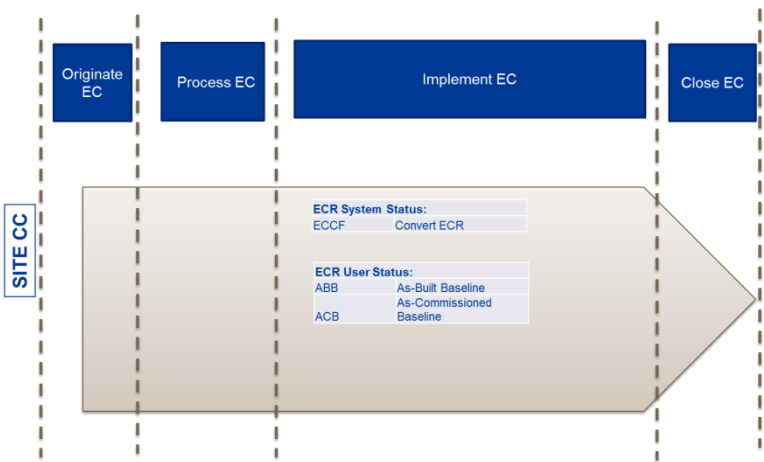 Originate
EC
Process EC
Implement EC
Close EC
SITE CC
ECR System Status:
ECCF Convert ECR
ECR User Status:
ABB As-Built Baseline
As-Commissioned
ACB Baseline